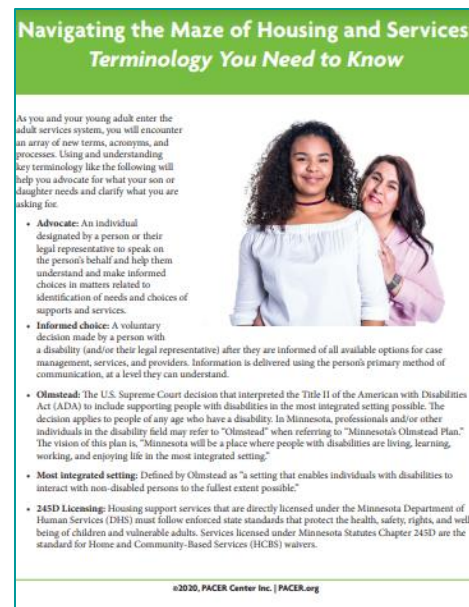 Navigating the Maze of Housing and Services
Terminology You Need to Know
As you and your young adult enter the
adult services system, you will encounter
an array of new terms, acronyms, and
processes. Using and understanding
key terminology like the following will
help you advocate for what your son or
daughter needs and clarify what you are
asking for.
• Advocate: An individual
designated by a person or their
legal representative to speak on
the person's behalf and help them
understand and make informed
choices in matters related to
identification of needs and choices of
supports and services.
• Informed choice: A voluntary
decision made by a person with
a disability (and/or their legal representative) after they are informed of all available options for case
management, services, and providers. Information is delivered using the person's primary method of
communication, at a level they can understand.
• Olmstead: The U.S. Supreme Court decision that interpreted the Title II of the American with Disabilities
Act (ADA) to include supporting people with disabilities in the most integrated setting possible. The
decision applies to people of any age who have a disability. In Minnesota, professionals and/or other
individuals in the disability field may refer to "Olmstead" when referring to "Minnesota's Olmstead Plan."
The vision of this plan is, "Minnesota will be a place where people with disabilities are living, learning,
working, and enjoying life in the most integrated setting."
• Most integrated setting: Defined by Olmstead as "a setting that enables individuals with disabilities to
interact with non-disabled persons to the fullest extent possible."
• 245D Licensing: Housing support services that are directly licensed under the Minnesota Department of
Human Services (DHS) must follow enforced state standards that protect the health, safety, rights, and well
being of children and vulnerable adults. Services licensed under Minnesota Statutes Chapter 245D are the
standard for Home and Community-Based Services (HCBS) waivers.
©2020, PACER Center Inc. | PACER.org